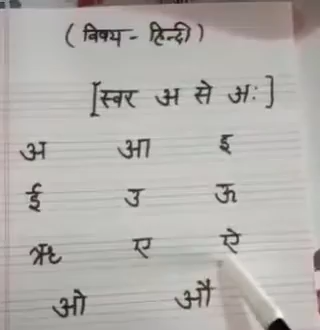 (विषय - हिन्दी)
[स्वर अ से अः]
अ आ इ
ई उ ऊ
ऋ ए ऐ
ओ औ